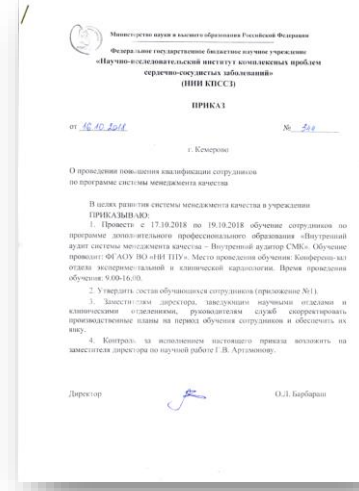 Министерство науки и высшего образования Российской Федерации
Федеральное государственное бюджетное научное учреждение
«Научно-исследовательский институт комплексных проблем
сердечно-сосудистых заболеваний»
(НИИ КПССЗ)
ПРИКАЗ
от 16.10.2018 №
г. Кемерово
О проведении повышения квалификации сотрудников
по программе системы менеджмента качества
В целях развития системы менеджмента качества в учреждении
ПРИКАЗЫВАЮ:
1. Провести с 17.10.2018 по 19.10.2018 обучение сотрудников по
программе дополнительного профессионального образования «Внутренний
аудит системы менеджмента качества – Внутренний аудитор СМК». Обучение
проводит: ФГАОУ ВО «НИ ТПУ». Место проведения обучения: Конференц-зал
отдела экспериментальной и клинической кардиологии. Время проведения
обучения: 9.00-16.00.
2. Утвердить состав обучающихся сотрудников (приложение №1).
3. Заместителям директора, заведующим научными отделами и
клиническими отделениями, руководителям служб скорректировать
производственные планы на период обучения сотрудников и обеспечить их
явку.
4. Контроль за исполнением настоящего приказа возложить на
заместителя директора по научной работе Г.В. Артамонову.
Директор О.Л. Барбараш